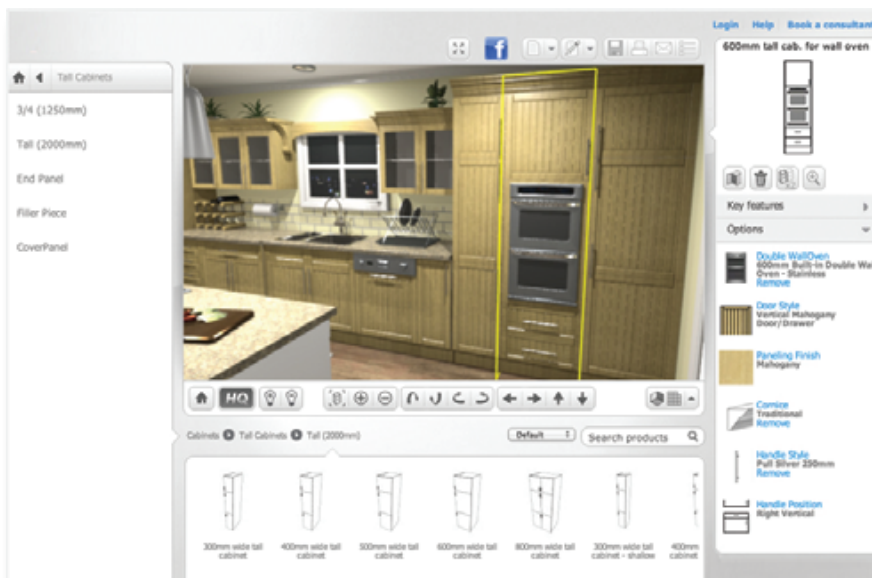 Login Help Book a consultant
f
600mm tall cab. for wall oven
Tall Cabinets
3/4 (1250mm)
Tall (2000mm)
End Panel
Filler Piece
CoverPanel
Key features
Options
Double WallOven
600mm Built-in Double Wal
Oven - Stainless
Remove
Door Style
Vertical Mahogany
Door/Drawer
Paneling Finish
Mahogany
Cornice
Traditional
Remove
Handle Style
Pull Silver 250mm
Remove
Handle Position
Right Vertical
HQ
Cabinets Tall Cabinets Tall (2000mm)
Default
Search products
300mm wide tall
cabinet
400mm wide tall
cabinet
500mm wide tall
cabinet
600mm wide tall
cabinet
800mm wide tall
cabinet
300mm wide tall
cabinet - shallow
400mm